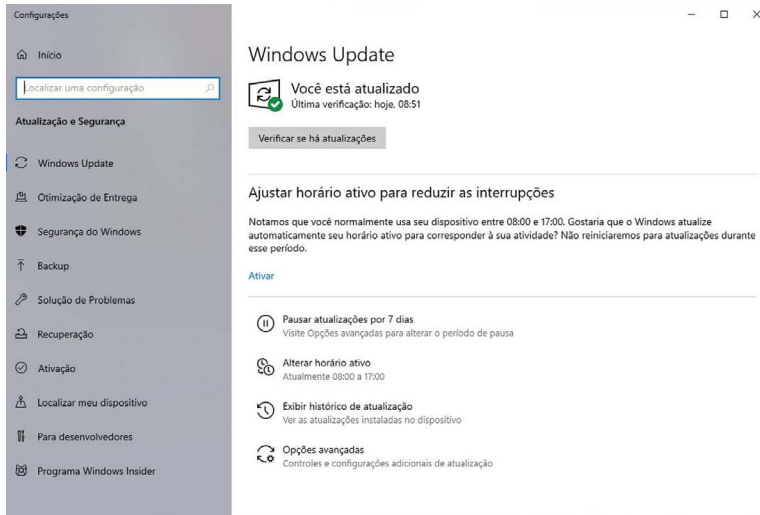 Configurações
Início
Localizar uma configuração
Atualização e Segurança
Windows Update
Otimização de Entrega
Segurança do Windows
Backup
Solução de Problemas
Recuperação
Ativação
Localizar meu dispositivo
Para desenvolvedores
Programa Windows Insider
Windows Update
Você está atualizado
Última verificação: hoje, 08:51
Verificar se há atualizações
Ajustar horário ativo para reduzir as interrupções
Notamos que você normalmente usa seu dispositivo entre 08:00 e 17:00. Gostaria que o Windows atualize
automaticamente seu horário ativo para corresponder à sua atividade? Não reiniciaremos para atualizações durante
esse período.
Ativar
Pausar atualizações por 7 dias
Visite Opções avançadas para alterar o período de pausa
Alterar horário ativo
Atualmente 08:00 a 17:00
Exibir histórico de atualização
Ver as atualizações instaladas no dispositivo
Opções avançadas
Controles e configurações adicionais de atualização